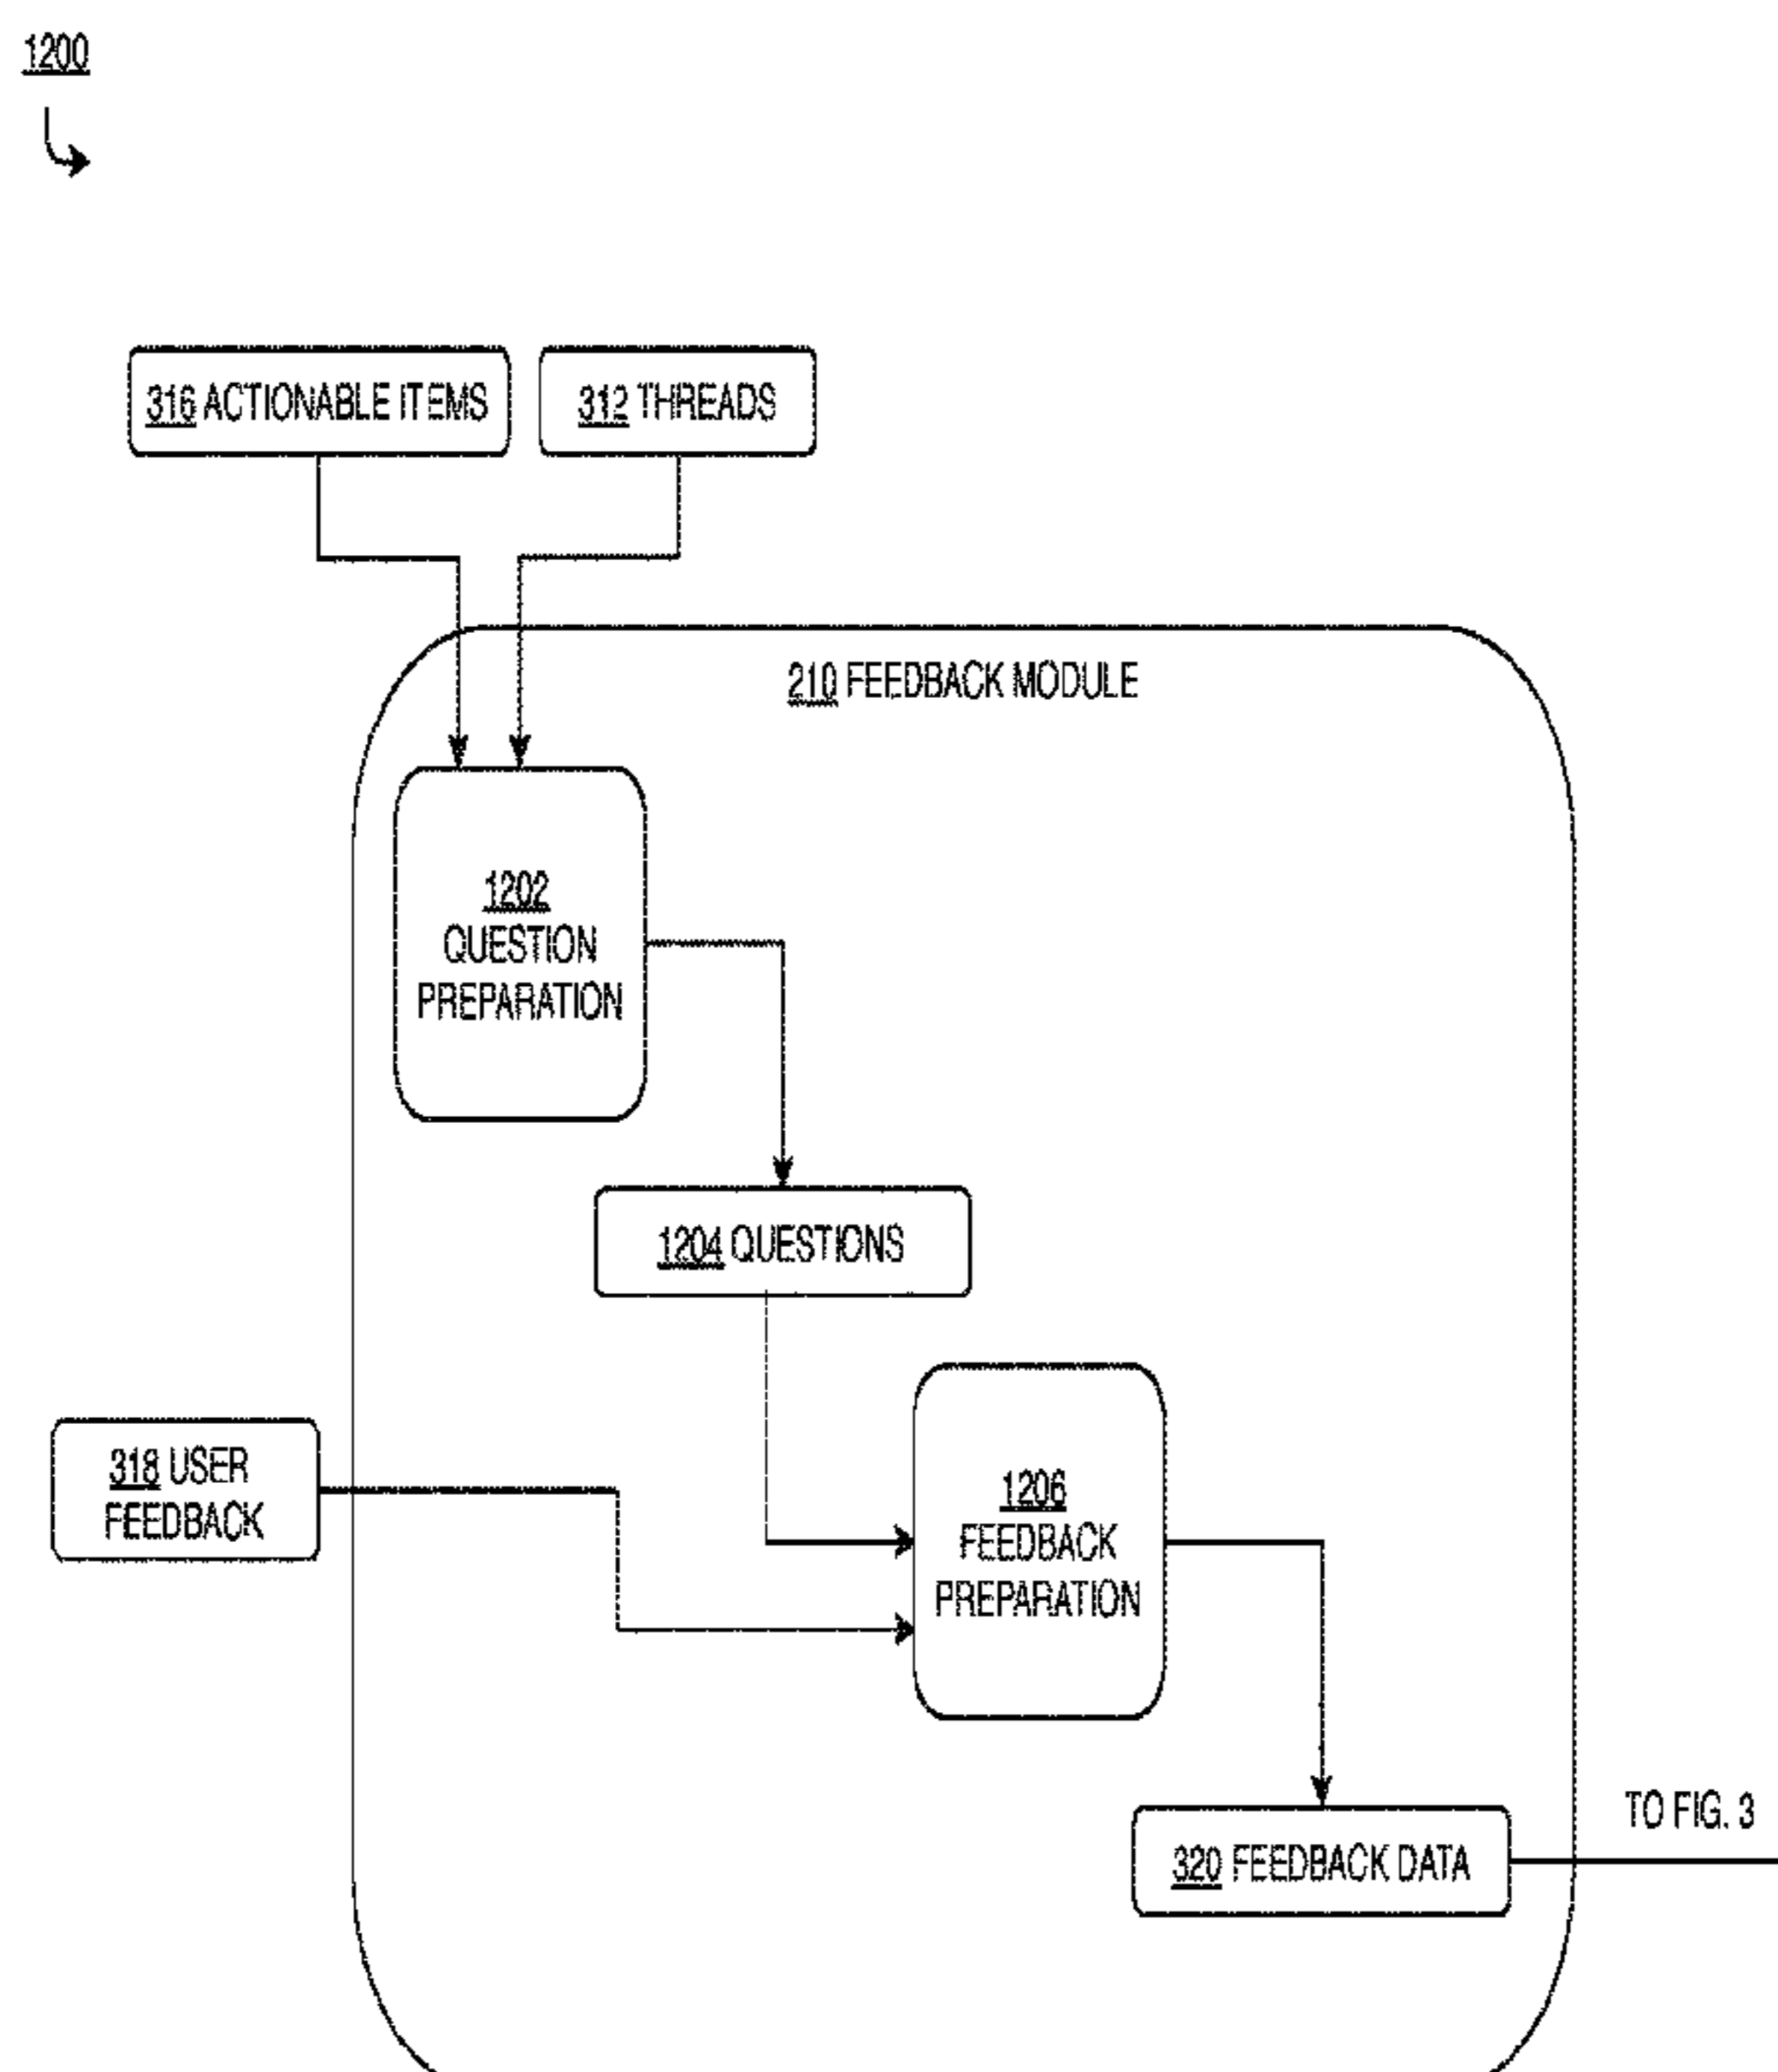 1200
316 ACTIONABLE ITEMS
312 THREADS
210 FEEDBACK MODULE
1202
QUESTION
PREPARATION
1204 QUESTIONS
318 USER
FEEDBACK
1206
FEEDBACK
PREPARATION
TO FIG. 3
320 FEEDBACK DATA